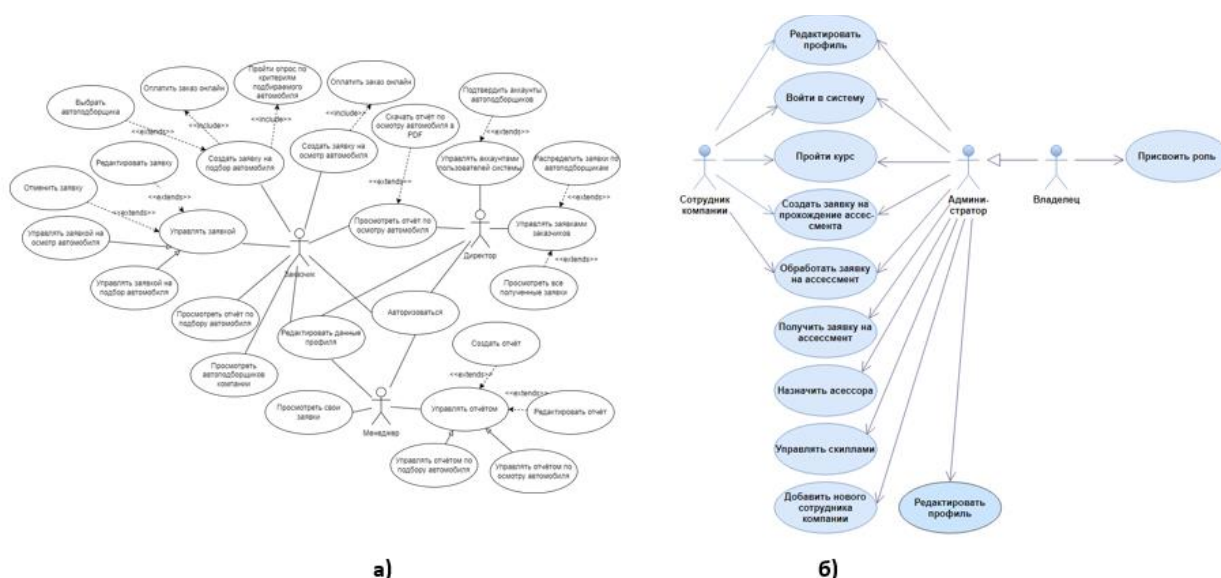 Пройти опрос по
критериям
подбираемого
автомобиля
Оплатить заказ онлайн
Оплатить заказ онлайн
Выбрать
автоподборщика
<<extends>>
<<include>>
<<include>>
<<include>>
Скачать отчёт по
осмотру автомобиля в
PDF
Подтвердить аккаунты
автоподборщиков
<<extends>>
Редактировать заявку
Создать заявку на
подбор автомобиля
Создать заявку на
осмотр автомобиля
Управлять аккаунтами
пользователей системы
Распределить заявки по
автоподборщикам
Отменить заявку
<<extends>>
<<extends>>
<<extends>>
<<extends>>
Управлять заявкой
на осмотр автомобиля
Управлять заявкой
Просмотреть отчёт по
осмотру автомобиля
Управлять заявками
заказчиков
Заказчик
Директор
<<extends>>
Управлять заявкой на
подбор автомобиля
Просмотреть все
полученные заявки
Просмотреть отчёт по
подбору автомобиля
Авторизоваться
Редактировать данные
профиля
Создать отчёт
Просмотреть
автоподборщиков
компании
<<extends>>
<<extends>>
Просмотреть свои
заявки
Управлять отчётом
Редактировать отчёт
Менеджер
Управлять отчётом по
подбору автомобиля
Управлять отчётом по
осмотру автомобиля
а)
Редактировать
профиль
Войти в систему
Пройти курс
Присвоить роль
Сотрудник
компании
Админи-
стратор
Владелец
Создать заявку на
прохождение ассес-
смента
Обработать заявку
на ассессмент
Получить заявку на
ассессмент
Назначить асессора
Управлять скиллами
Добавить нового
сотрудника
компании
Редактировать
профиль
б)